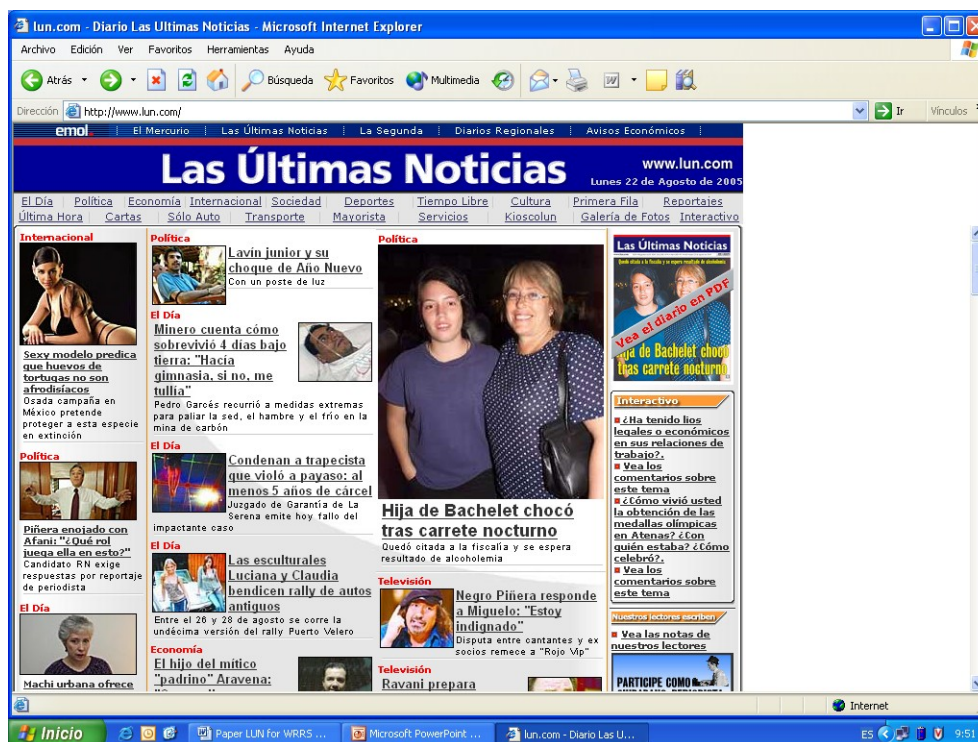 lun.com - Diario Las Ultimas Noticias - Microsoft Internet Explorer
Archivo Edición Ver Favoritos Herramientas Ayuda
Atrás Búsqueda Favoritos Multimedia
Dirección http://www.lun.com/ Ir Vínculos
emol. El Mercurio Las Últimas Noticias La Segunda Diarios Regionales Avisos Económicos
Las Últimas Noticias
www.lun.com
Lunes 22 de Agosto de 2005
El Día Política Economía Internacional Sociedad Deportes Tiempo Libre Cultura Primera Fila Reportajes
Última Hora Cartas Sólo Auto Transporte Mayorista Servicios Kioscolun Galería de Fotos Interactivo
Internacional
Sexy modelo predica
que huevos de
tortugas no son
afrodisíacos
Osada campaña en
México pretende
proteger a esta especie
en extinción
Política
Piñera enojado con
Afani: "¿Qué rol
juega ella en esto?"
Candidato RN exige
respuestas por reportaje
de periodista
El Día
Machi urbana ofrece
Política
Lavín junior y su
choque de Año Nuevo
Con un poste de luz
El Día
Minero cuenta cómo
sobrevivió 4 días bajo
tierra: "Hacía
gimnasia, si no, me
tullía"
Pedro Garcés recurrió a medidas extremas
para paliar la sed, el hambre y el frío en la
mina de carbón
El Día
Condenan a trapecista
que violó a payaso: al
menos 5 años de cárcel
Juzgado de Garantía de La
Serena emite hoy fallo del
impactante caso
El Día
Las esculturales
Luciana y Claudia
bendicen rally de autos
antiguos
Entre el 26 y 28 de agosto se corre la
undécima versión del rally Puerto Velero
Economía
El hijo del mítico
"padrino" Aravena:
Política
Hija de Bachelet chocó
tras carrete nocturno
Quedó citada a la fiscalía y se espera
resultado de alcoholemia
Televisión
Negro Piñera responde
a Miguelo: "Estoy
indignado"
Disputa entre cantantes y ex
socios remece a "Rojo Vip"
Televisión
Ravani prepara
Las Últimas Noticias
Quedó citada a la fiscalía y se espera resultado de alcoholemia
Vea el diario en PDF
Hija de Bachelet chocó
tras carrete nocturno
Interactivo
¿Ha tenido líos
legales o económicos
en sus relaciones de
trabajo?.
Vea los
comentarios sobre
este tema
¿Cómo vivió usted
la obtención de las
medallas olímpicas
en Atenas? ¿Con
quién estaba? ¿Cómo
celebró?.
Vea los
comentarios sobre
este tema
Nuestros lectores escriben
Vea las notas de
nuestros lectores
PARTICIPE COMO
Internet
Inicio Paper LUN for WRRS ... Microsoft PowerPoint ... lun.com - Diario Las U... ES 9:51